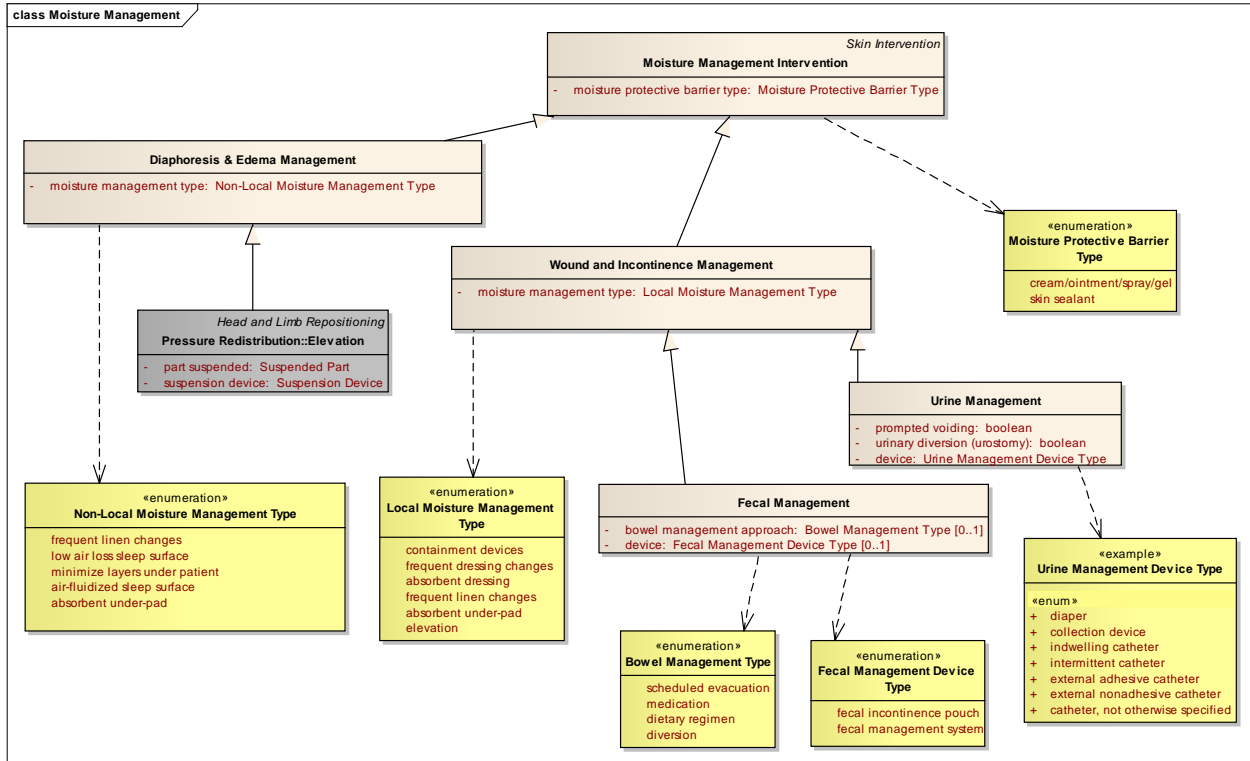 class Moisture Management
Skin Intervention
Moisture Management Intervention
- moisture protective barrier type: Moisture Protective Barrier Type
Diaphoresis & Edema Management
- moisture management type: Non-Local Moisture Management Type
«enumeration»
Moisture Protective Barrier
Type
cream/ointment/spray/gel
skin sealant
Wound and Incontinence Management
- moisture management type: Local Moisture Management Type
Head and Limb Repositioning
Pressure Redistribution::Elevation
- part suspended: Suspended Part
- suspension device: Suspension Device
Urine Management
- prompted voiding: boolean
- urinary diversion (urostomy): boolean
- device: Urine Management Device Type
«enumeration»
Non-Local Moisture Management Type
frequent linen changes
low air loss sleep surface
minimize layers under patient
air-fluidized sleep surface
absorbent under-pad
«enumeration»
Local Moisture Management
Type
containment devices
frequent dressing changes
absorbent dressing
frequent linen changes
absorbent under-pad
elevation
Fecal Management
- bowel management approach: Bowel Management Type [0..1]
- device: Fecal Management Device Type [0..1]
«example»
Urine Management Device Type
«enum»
+ diaper
+ collection device
+ indwelling catheter
+ intermittent catheter
+ external adhesive catheter
+ external nonadhesive catheter
+ catheter, not otherwise specified
«enumeration»
Bowel Management Type
scheduled evacuation
medication
dietary regimen
diversion
«enumeration»
Fecal Management Device
Type
fecal incontinence pouch
fecal management system